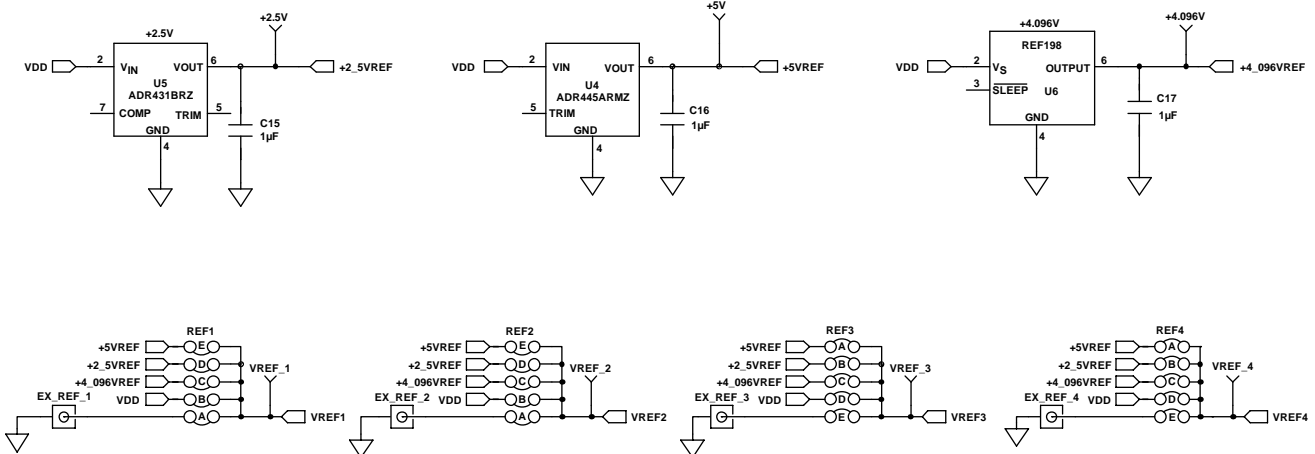 +2.5V
+2.5V
VDD
2
VIN
VOUT
6
+2_5VREF
U5
ADR431BRZ
7
COMP
TRIM
5
GND
4
C15
1µF
+5V
VDD
2
VIN
VOUT
6
+5VREF
U4
ADR445ARMZ
5
TRIM
GND
4
C16
1µF
+4.096V
+4.096V
REF198
VDD
2
VS
OUTPUT
6
+4_096VREF
3
SLEEP
U6
GND
4
C17
1µF
REF1
+5VREF
E
+2_5VREF
D
VREF_1
+4_096VREF
C
EX_REF_1
VDD
B
A
VREF1
REF2
+5VREF
E
+2_5VREF
D
VREF_2
+4_096VREF
C
EX_REF_2
VDD
B
A
VREF2
REF3
+5VREF
A
+2_5VREF
B
VREF_3
+4_096VREF
C
EX_REF_3
VDD
D
E
VREF3
REF4
+5VREF
A
+2_5VREF
B
VREF_4
+4_096VREF
C
EX_REF_4
VDD
D
E
VREF4